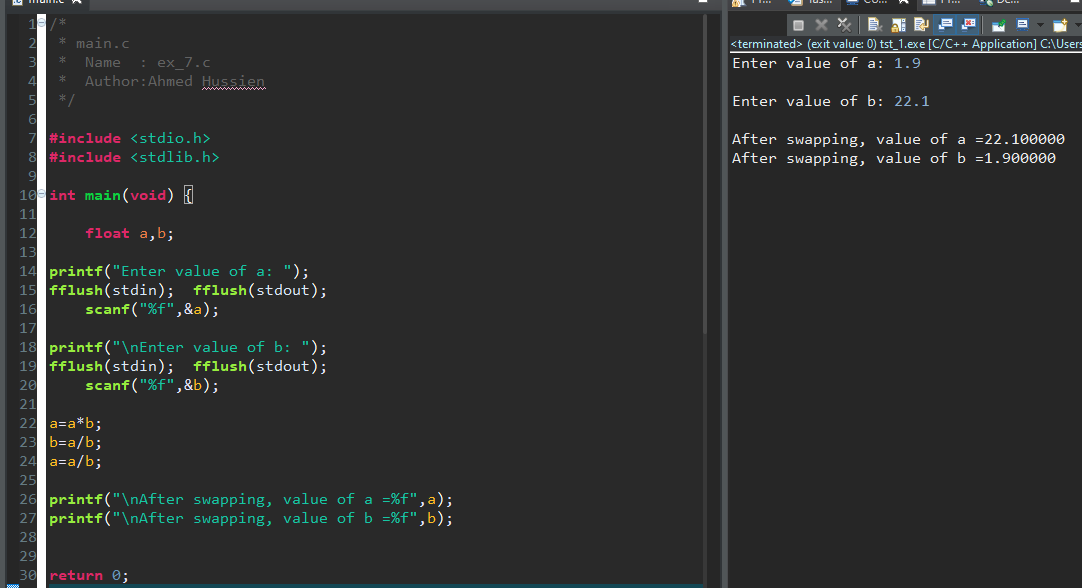 main.c
1 /*
2  * main.c
3  *  Name  : ex_7.c
4  *  Author:Ahmed Hussien
5  */
6
7 #include <stdio.h>
8 #include <stdlib.h>
9
10 int main(void) {
11
12     float a,b;
13
14 printf("Enter value of a: ");
15 fflush(stdin);  fflush(stdout);
16     scanf("%f",&a);
17
18 printf("\nEnter value of b: ");
19 fflush(stdin);  fflush(stdout);
20     scanf("%f",&b);
21
22 a=a*b;
23 b=a/b;
24 a=a/b;
25
26 printf("\nAfter swapping, value of a =%f",a);
27 printf("\nAfter swapping, value of b =%f",b);
28
29
30 return 0;
<terminated> (exit value: 0) tst_1.exe [C/C++ Application] C:\Users
Enter value of a: 1.9
Enter value of b: 22.1
After swapping, value of a =22.100000
After swapping, value of b =1.900000